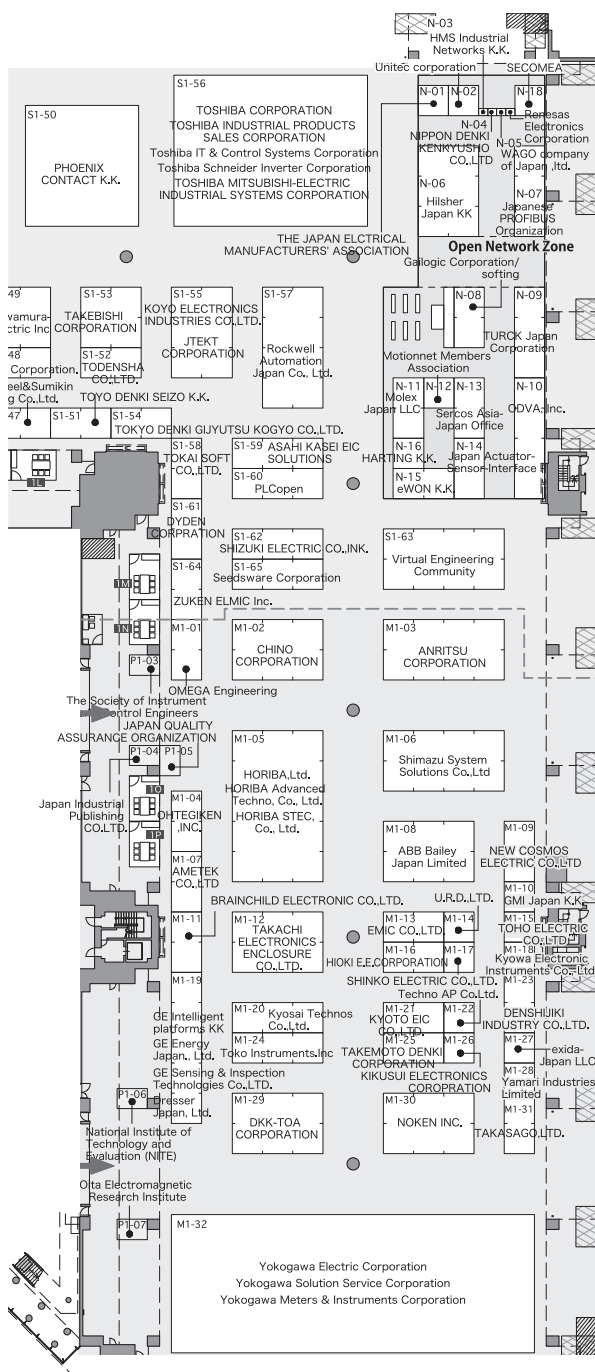 N-03
HMS Industrial
Networks K.K.
Unitec corporation
SECOMEA
S1-56
N-01
N-02
N-18
S1-50
TOSHIBA CORPORATION
TOSHIBA INDUSTRIAL PRODUCTS
SALES CORPORATION
Toshiba IT & Control Systems Corporation
Toshiba Schneider Inverter Corporation
TOSHIBA MITSUBISHI-ELECTRIC
INDUSTRIAL SYSTEMS CORPORATION
PHOENIX
CONTACT K.K.
N-04
NIPPON DENKI
KENKYUSHO
CO.,LTD
Renesas
Electronics
Corporation
N-05
WAGO company
of Japan ,ltd.
N-06
Hilsher
Japan KK
N-07
Japanese
PROFIBUS
Organization
THE JAPAN ELCTRICAL
MANUFACTURERS' ASSOCIATION
Open Network Zone
Gailogic Corporation/
softing
49
wamura-
ctric Inc
S1-53
TAKEBISHI
CORPORATION
S1-55
KOYO ELECTRONICS
INDUSTRIES CO.,LTD.
JTEKT
CORPORATION
S1-57
Rockwell
Automation
Japan Co., Ltd.
N-08
N-09
TURCK Japan
Corporation
48
Corporation.
S1-52
TODENSHA
CO.,LTD.
Motionnet Members
Association
eel&Sumikin
g Co.,Ltd.
TOYO DENKI SEIZO K.K.
N-11
Molex
Japan LLC
N-12
N-13
Sercos Asia-
Japan Office
N-10
ODVA, Inc.
47
S1-51
S1-54
TOKYO DENKI GIJYUTSU KOGYO CO.,LTD.
S1-58
TOKAI SOFT
CO.,LTD.
S1-59
ASAHI KASEI EIC
SOLUTIONS
N-16
HARTING K.K.
N-14
Japan Actuator-
Sensor-Interface
1L
S1-60
PLCopen
N-15
eWON K.K.
S1-61
DYDEN
CORPRATION
S1-62
SHIZUKI ELECTRIC CO.,INK.
S1-63
Virtual Engineering
Community
S1-64
ZUKEN ELMIC Inc.
S1-65
Seedsware Corporation
1M
1N
M1-01
OMEGA Engineering
M1-02
CHINO
CORPORATION
M1-03
ANRITSU
CORPORATION
P1-03
The Society of Instrument
Control Engineers
JAPAN QUALITY
ASSURANCE ORGANIZATION
P1-04
P1-05
M1-05
HORIBA,Ltd.
HORIBA Advanced
Techno, Co., Ltd.
HORIBA STEC,
Co., Ltd.
M1-06
Shimazu System
Solutions Co.,Ltd
1O
Japan Industrial
Publishing
CO.LTD.
M1-04
OHTEGIKEN
,INC.
1P
M1-08
ABB Bailey
Japan Limited
M1-09
NEW COSMOS
ELECTRIC CO.,LTD
M1-07
AMETEK
CO.,LTD
M1-10
GMI Japan K.K.
BRAINCHILD ELECTRONIC CO.,LTD.
U.R.D.,LTD.
M1-11
M1-12
TAKACHI
ELECTRONICS
ENCLOSURE
CO.,LTD.
M1-13
EMIC CO.,LTD.
M1-14
M1-15
TOHO ELECTRIC
CO.,LTD.
M1-16
HIOKI E.E.CORPORATION
M1-17
SHINKO ELECTRIC CO.,LTD.
M1-18
Kyowa Electronic
Instruments Co., Ltd
M1-19
GE Intelligent
platforms KK
GE Energy
Japan., Ltd.
GE Sensing & Inspection
Technologies Co.,LTD.
Dresser
Japan, Ltd.
Techno AP Co.Ltd.
M1-23
DENSHIJIKI
INDUSTRY CO.,LTD.
M1-20
Kyosai Technos
Co.Ltd.
M1-21
KYOTO EIC
CO.,LTD.
M1-22
M1-24
Toko Instruments.Inc
M1-25
TAKEMOTO DENKI
CORPORATION
M1-26
KIKUSUI ELECTRONICS
COROPRATION
M1-27
exida-
Japan LLC
M1-28
Yamari Industries
Limited
P1-06
National Institute of
Technology and
Evaluation (NITE)
M1-29
DKK-TOA
CORPORATION
M1-30
NOKEN INC.
M1-31
TAKASAGO,LTD.
Oita Electromagnetic
Research Institute
P1-07
M1-32
Yokogawa Electric Corporation
Yokogawa Solution Service Corporation
Yokogawa Meters & Instruments Corporation